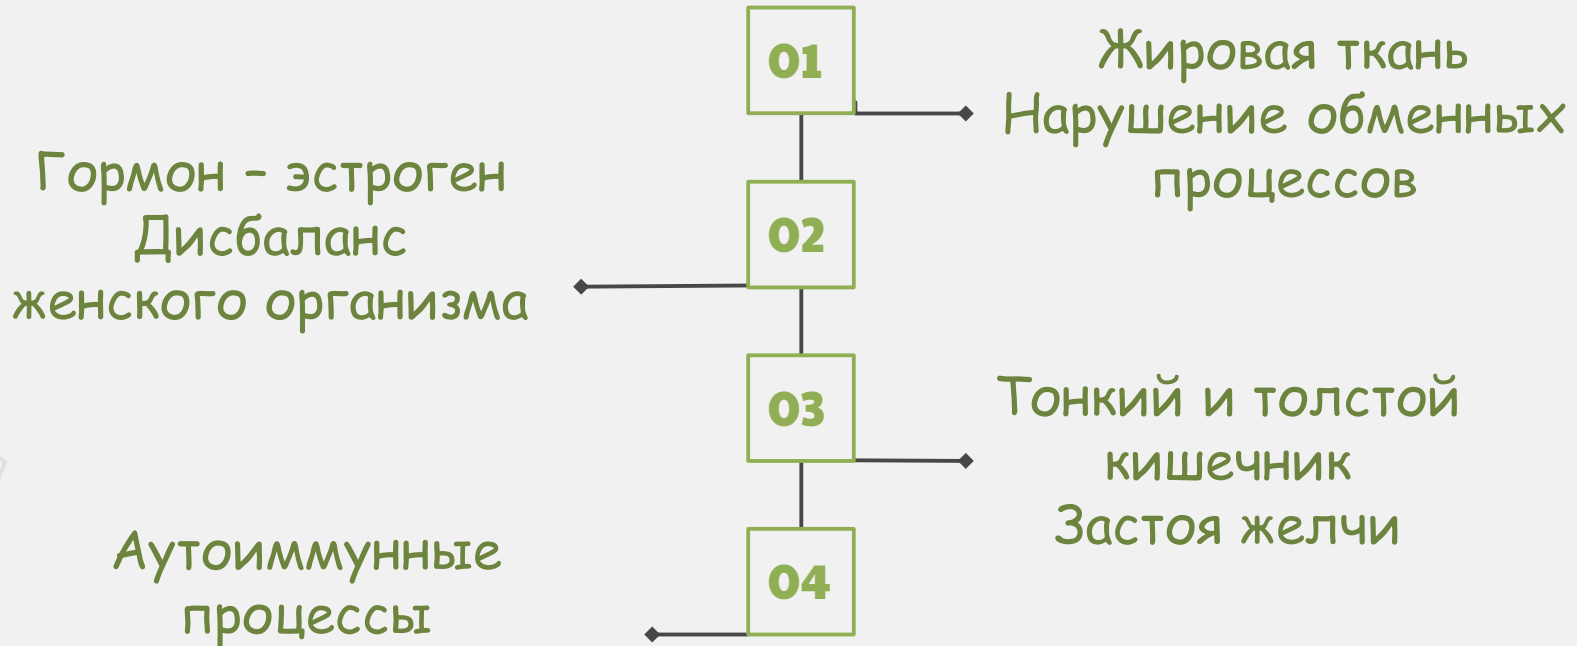 01
Жировая ткань
Нарушение обменных
процессов
02
Гормон – эстроген
Дисбаланс
женского организма
03
Тонкий и толстой
кишечник
Застоя желчи
04
Аутоиммунные
процессы